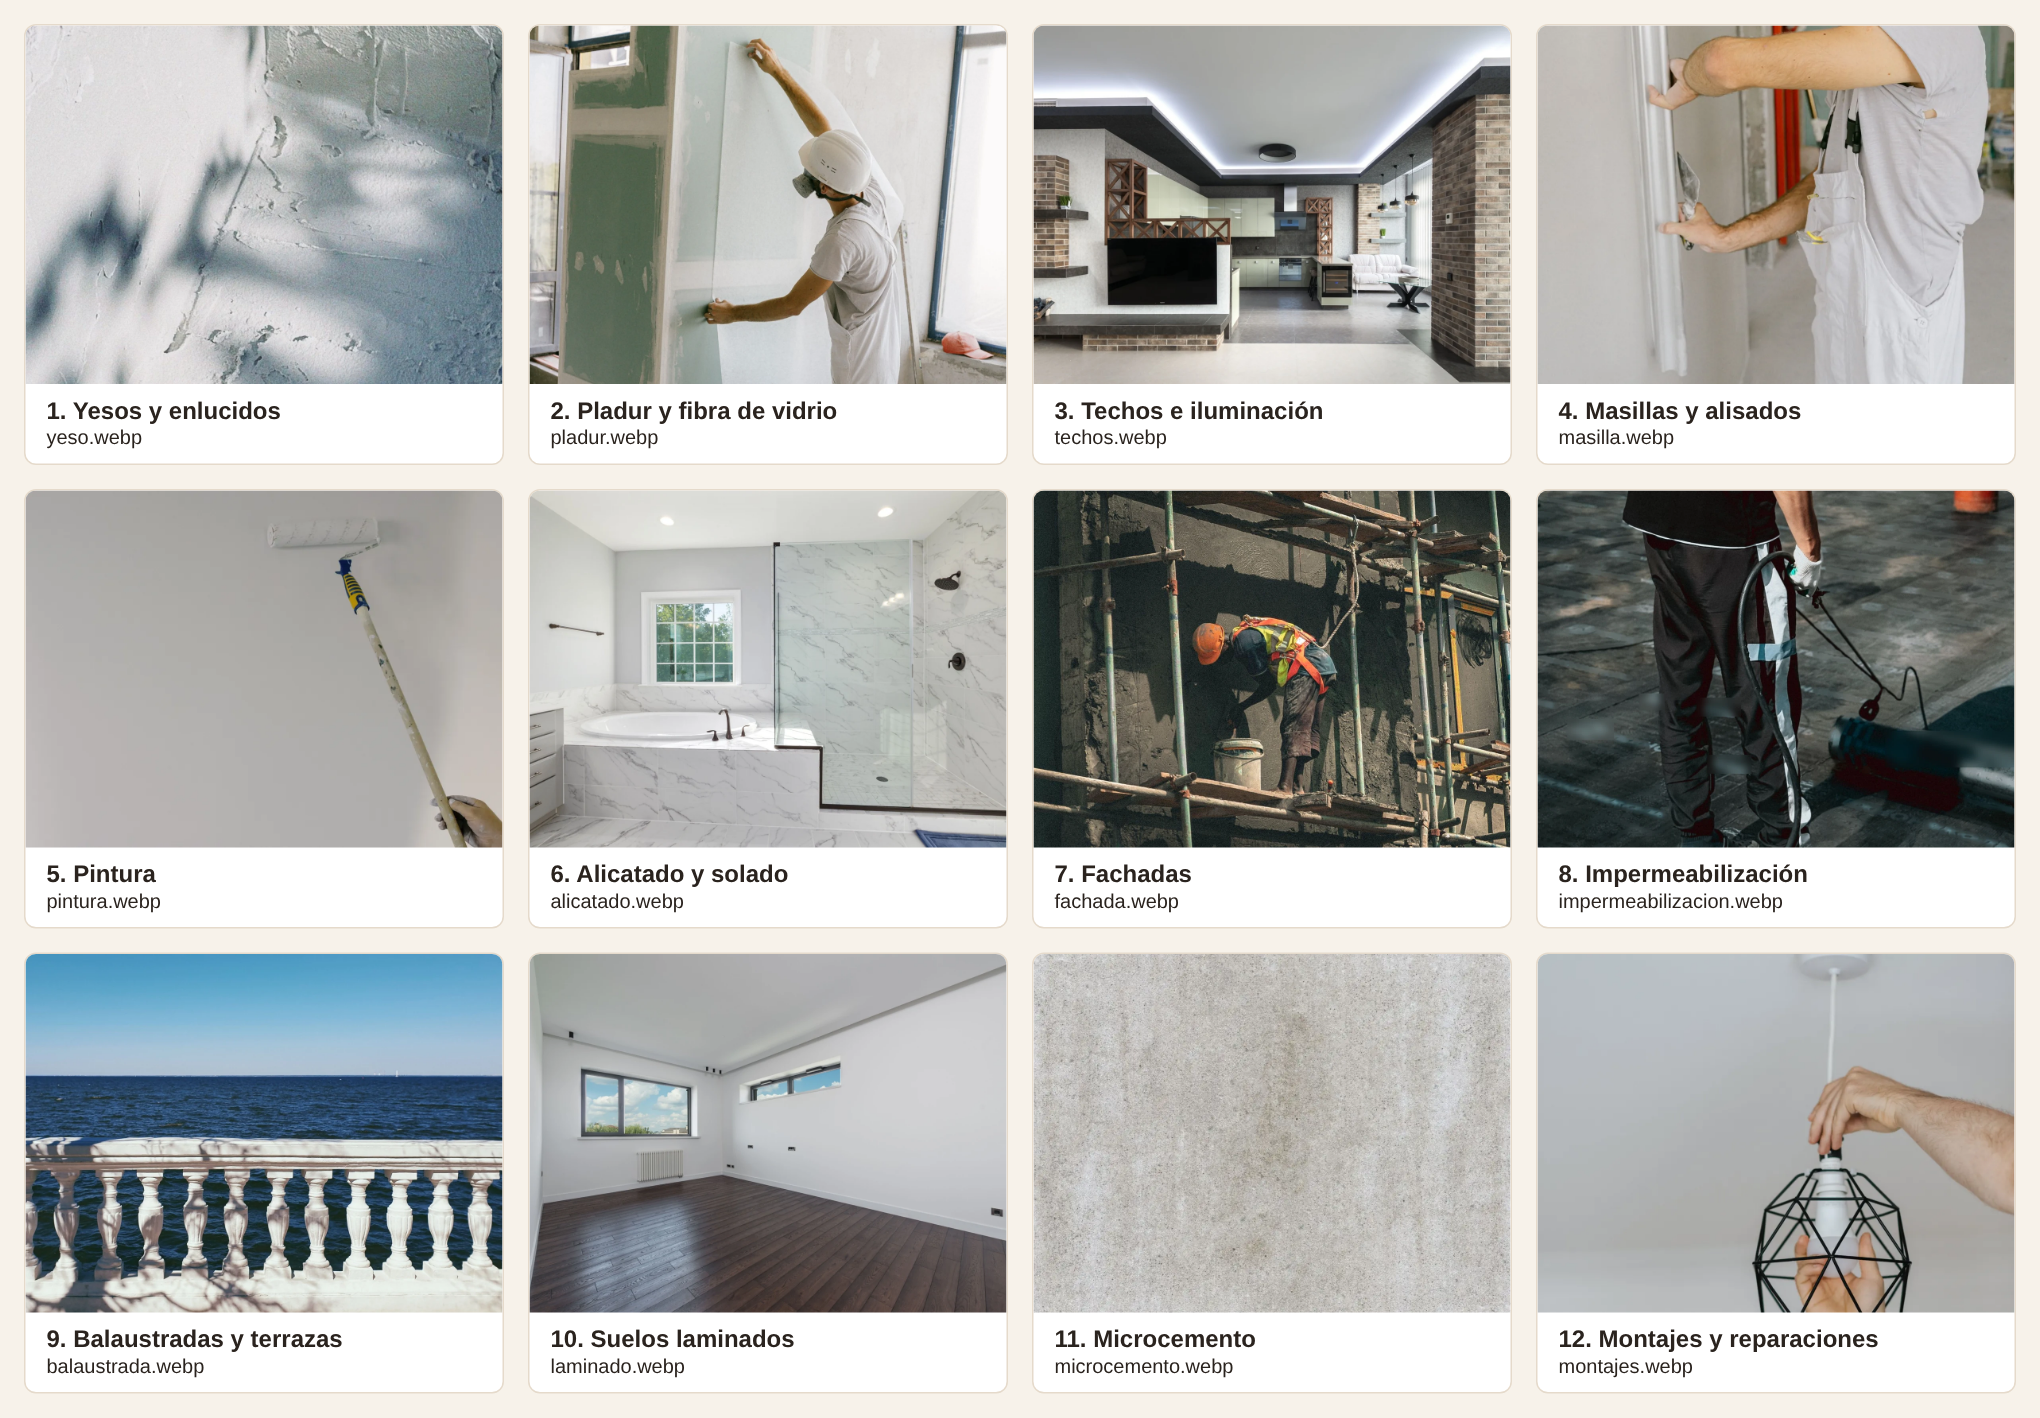 1. Yesos y enlucidos
yeso.webp
2. Pladur y fibra de vidrio
pladur.webp
3. Techos e iluminación
techos.webp
4. Masillas y alisados
masilla.webp
5. Pintura
pintura.webp
6. Alicatado y solado
alicatado.webp
7. Fachadas
fachada.webp
8. Impermeabilización
impermeabilizacion.webp
9. Balaustradas y terrazas
balaustrada.webp
10. Suelos laminados
laminado.webp
11. Microcemento
microcemento.webp
12. Montajes y reparaciones
montajes.webp